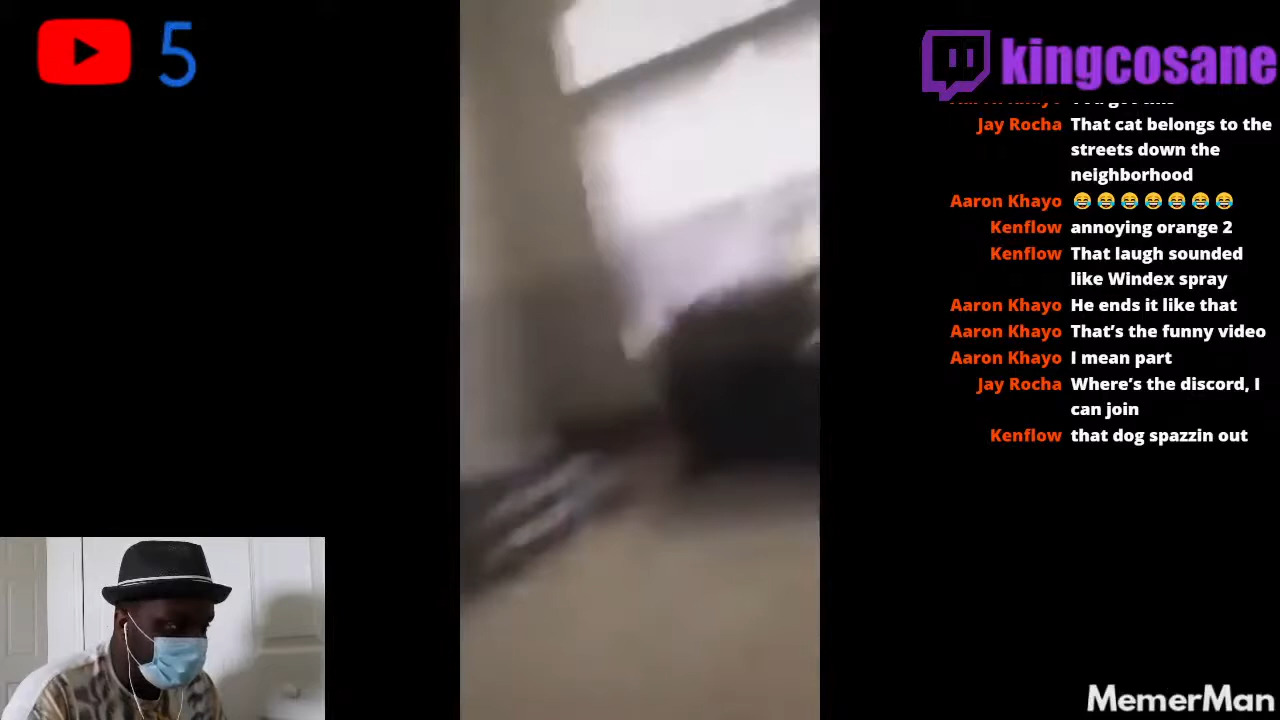 5
kingcosane
Jay Rocha That cat belongs to the
streets down the
neighborhood
Aaron Khayo 😂😂😂😂😂😂😂
Kenflow annoying orange 2
Kenflow That laugh sounded
like Windex spray
Aaron Khayo He ends it like that
Aaron Khayo That's the funny video
Aaron Khayo I mean part
Jay Rocha Where's the discord, I
can join
Kenflow that dog spazzin out
MemerMan